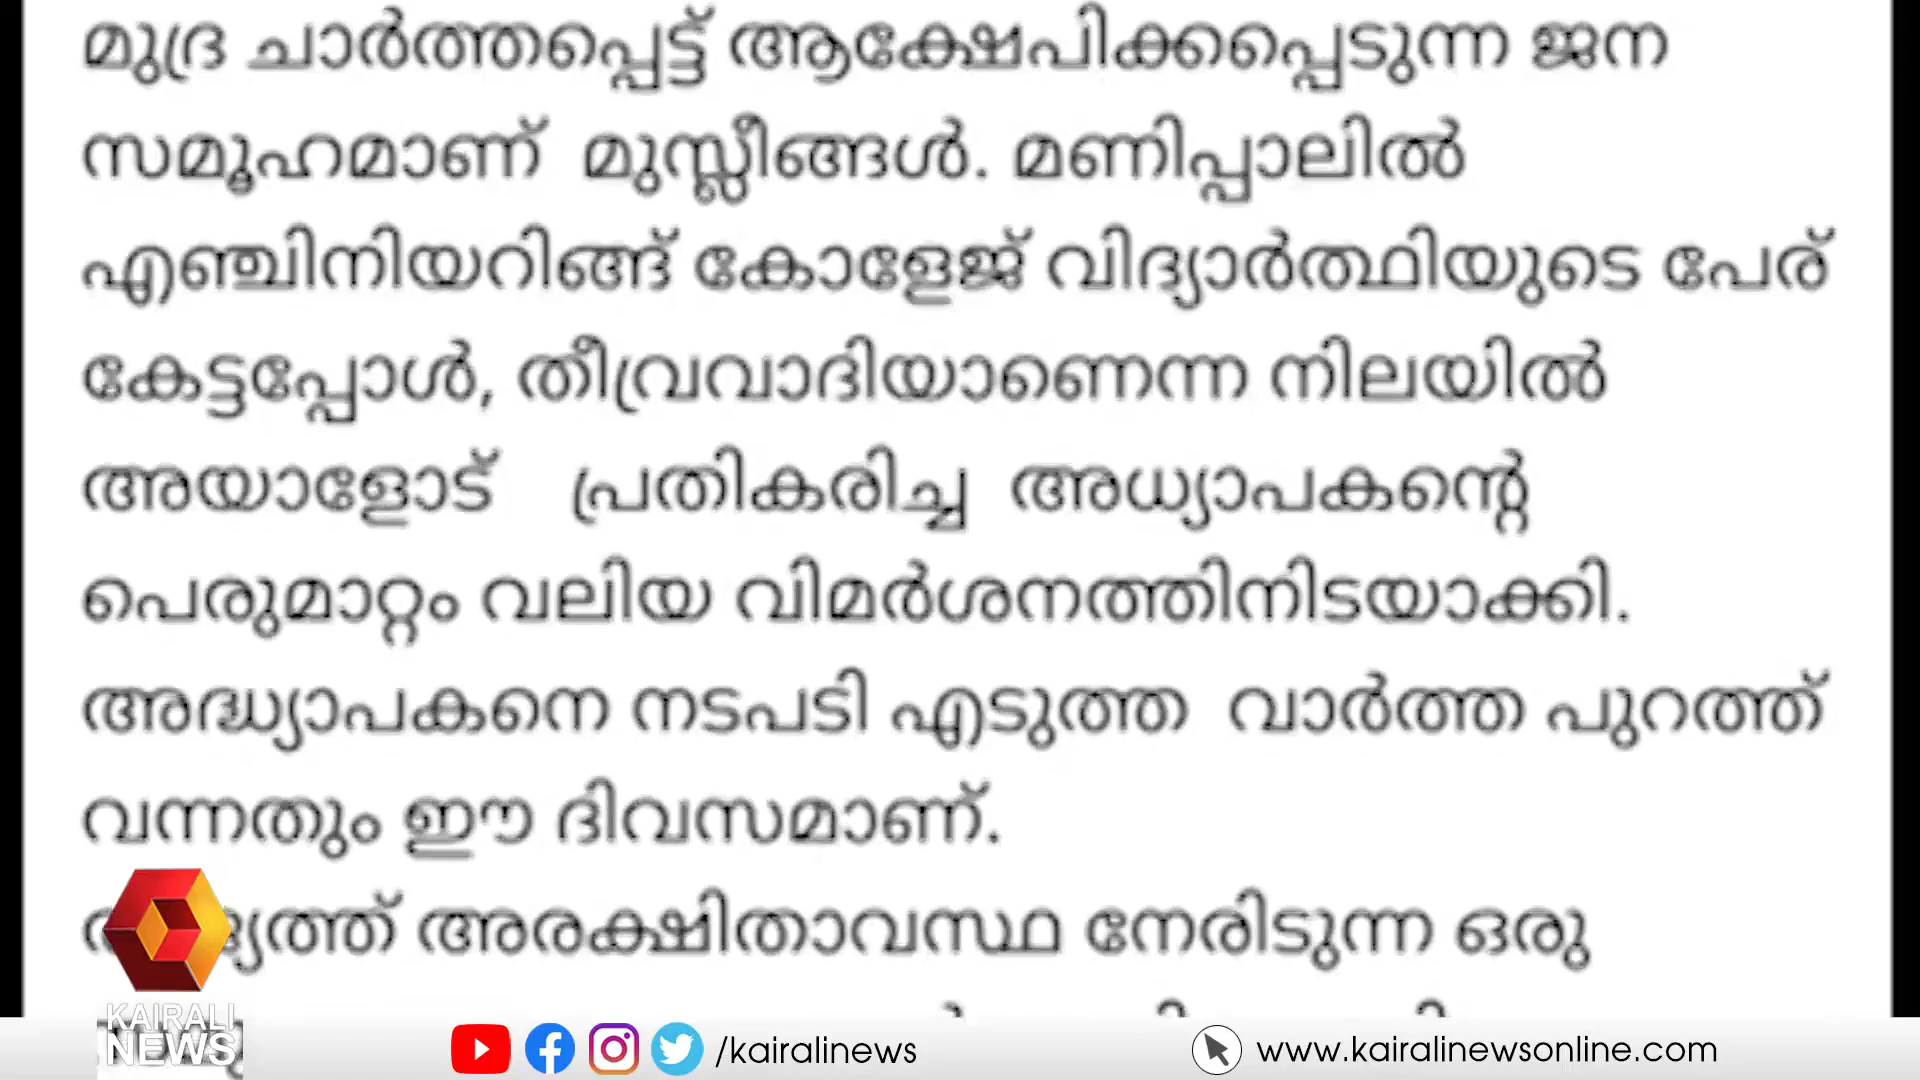 മുദ്ര ചാർത്തപ്പെട്ട് ആക്ഷേപിക്കപ്പെടുന്ന ജന
സമൂഹമാണ് മുസ്ലീങ്ങൾ. മണിപ്പാലിൽ
എഞ്ചിനിയറിങ്ങ് കോളേജ് വിദ്യാർത്ഥിയുടെ പേര്
കേട്ടപ്പോൾ, തീവ്രവാദിയാണെന്ന നിലയിൽ
അയാളോട് പ്രതികരിച്ച അധ്യാപകന്റെ
പെരുമാറ്റം വലിയ വിമർശനത്തിനിടയാക്കി.
അദ്ധ്യാപകനെ നടപടി എടുത്ത വാർത്ത പുറത്ത്
വന്നതും ഈ ദിവസമാണ്.
അരക്ഷിതാവസ്ഥ നേരിടുന്ന ഒരു
KAIRALI
NEWS
/kairalinews
www.kairalinewsonline.com